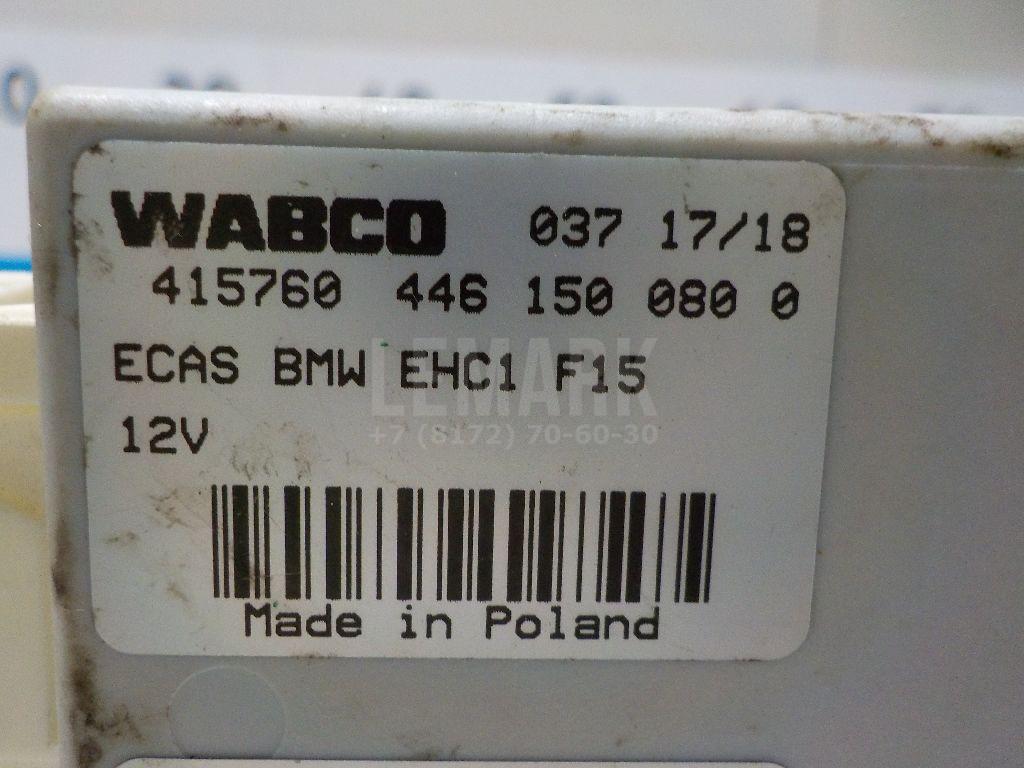 WABCO 037 17/18
415760 446 150 080 0
ECAS BMW EHC1 F15
LEMARK
+7 (8172) 70-60-30
12V
Made in Poland